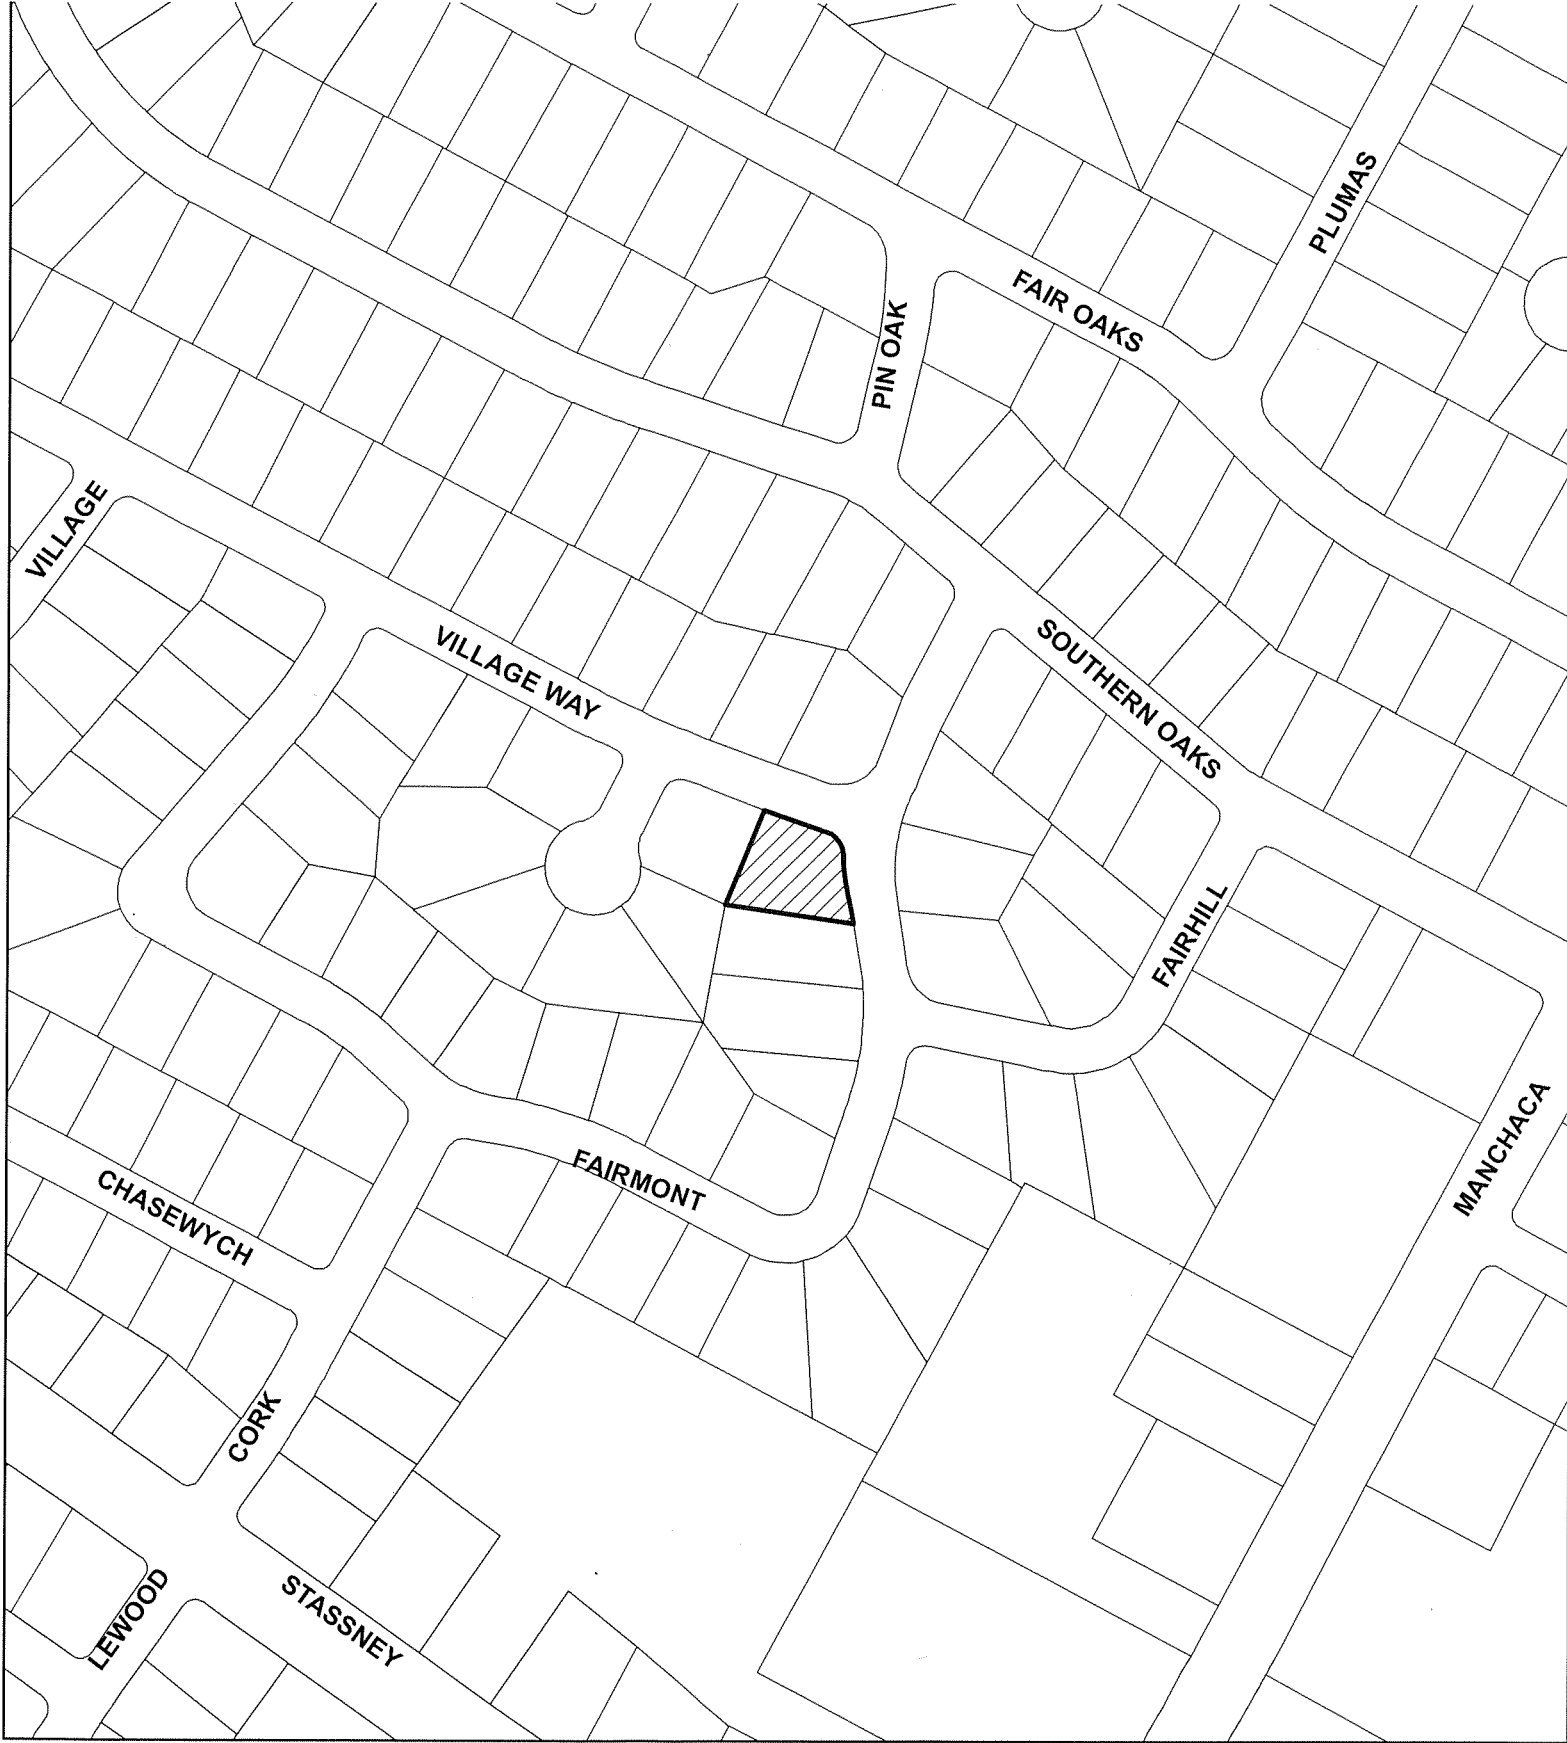 PLUMAS
FAIR OAKS
PIN OAK
VILLAGE
VILLAGE WAY
SOUTHERN OAKS
FAIRHILL
MANCHACA
FAIRMONT
CHASEWYCH
CORK
LEWOOD
STASSNEY